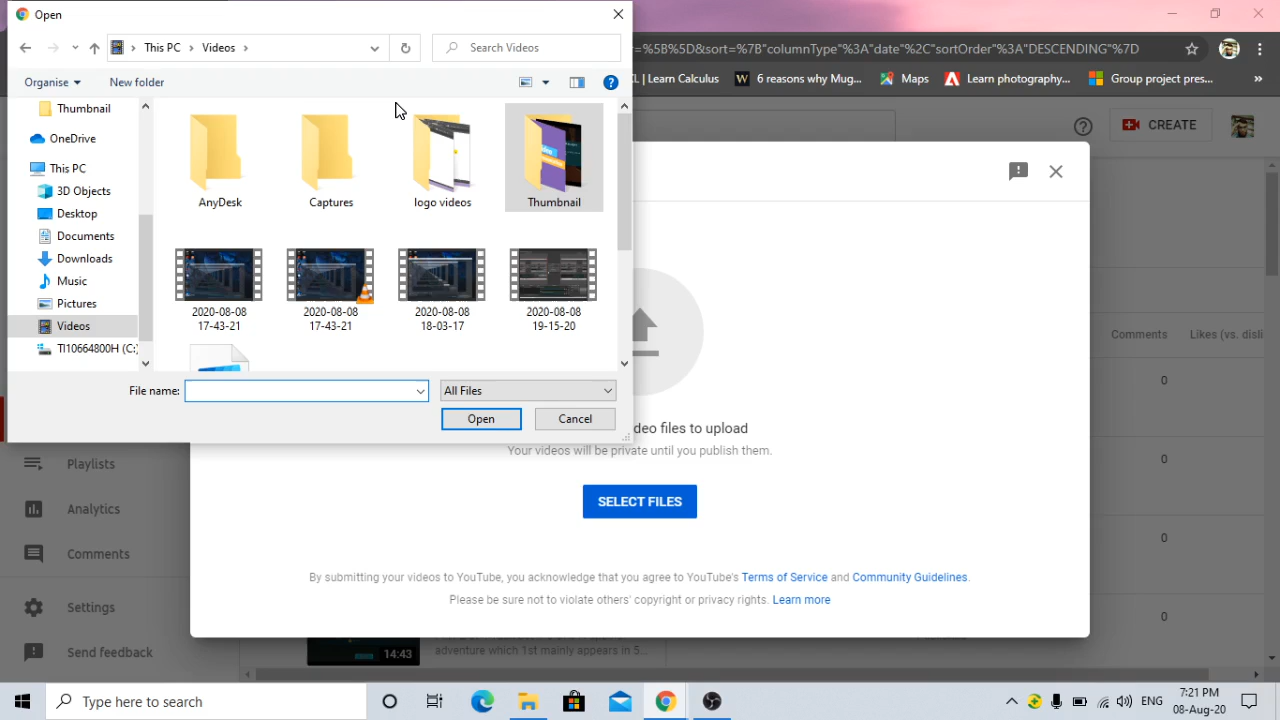 Open
This PC > Videos >
Search Videos
=%5B%5D&sort=%7B"columnType"%3A"date"%2C"sortOrder"%3A"DESCENDING"%7D
Organise
New folder
Learn Calculus
W 6 reasons why Mug...
Maps
Learn photography...
Group project pres...
»
Thumbnail
OneDrive
This PC
3D Objects
Desktop
Documents
Downloads
Music
Pictures
Videos
TI10664800H (C:)
AnyDesk
Captures
logo videos
Thumbnail
2020-08-08
17-43-21
2020-08-08
17-43-21
2020-08-08
18-03-17
2020-08-08
19-15-20
File name:
All Files
Open
Cancel
CREATE
Comments
Likes (vs. disli
0
0
0
0
deo files to upload
Your videos will be private until you publish them.
SELECT FILES
By submitting your videos to YouTube, you acknowledge that you agree to YouTube's Terms of Service and Community Guidelines.
Please be sure not to violate others' copyright or privacy rights. Learn more
Playlists
Analytics
Comments
Settings
Send feedback
14:43
adventure which 1st mainly appears in 5...
Type here to search
ENG
7:21 PM
08-Aug-20